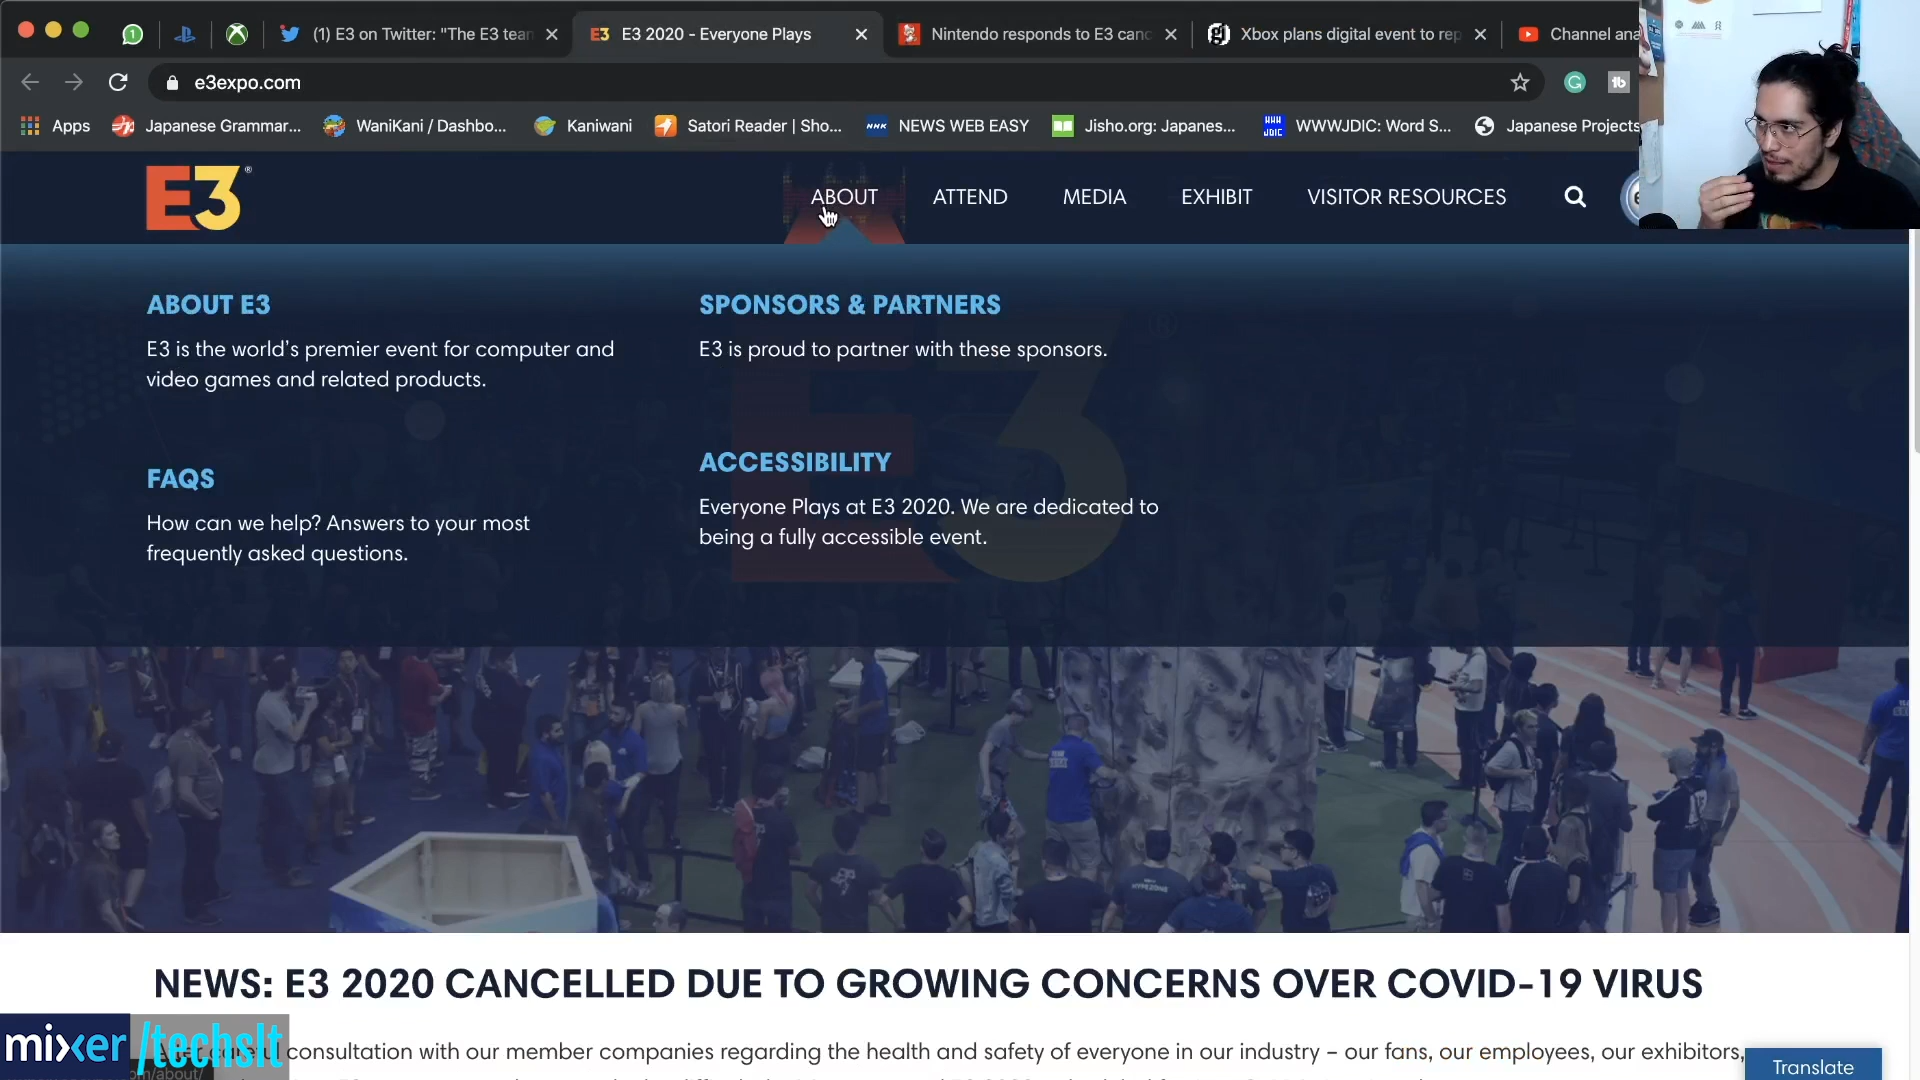 (1) E3 on Twitter: "The E3 tear
E3 2020 - Everyone Plays
Nintendo responds to E3 canc
Xbox plans digital event to rep
Channel ana
e3expo.com
Apps
Japanese Grammar...
WaniKani / Dashbo...
Kaniwani
Satori Reader | Sho...
NEWS WEB EASY
Jisho.org: Japanes...
WWWJDIC: Word S...
Japanese Projects
E3®
ABOUT
ATTEND
MEDIA
EXHIBIT
VISITOR RESOURCES
ABOUT E3
E3 is the world's premier event for computer and
video games and related products.
SPONSORS & PARTNERS
E3 is proud to partner with these sponsors.
FAQS
How can we help? Answers to your most
frequently asked questions.
ACCESSIBILITY
Everyone Plays at E3 2020. We are dedicated to
being a fully accessible event.
NEWS: E3 2020 CANCELLED DUE TO GROWING CONCERNS OVER COVID-19 VIRUS
mixer/techslt
consultation with our member companies regarding the health and safety of everyone in our industry – our fans, our employees, our exhibitors,
Translate